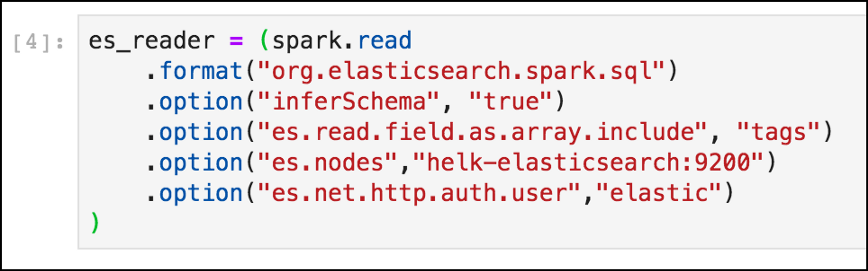 [4]: es_reader = (spark.read
.format("org.elasticsearch.spark.sql")
.option("inferSchema", "true")
.option("es.read.field.as.array.include", "tags")
.option("es.nodes","helk-elasticsearch:9200")
.option("es.net.http.auth.user","elastic")
)